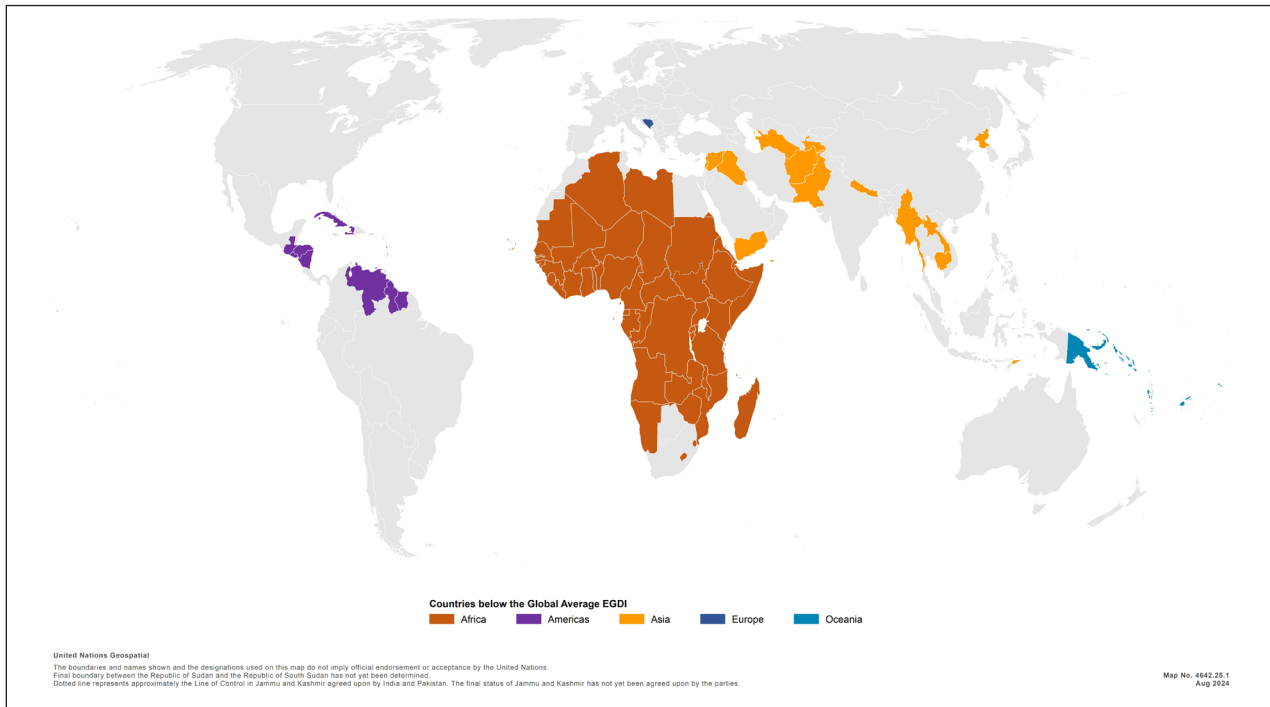 Countries below the Global Average EGDI
Africa Americas Asia Europe Oceania
United Nations Geospatial
The boundaries and names shown and the designations used on this map do not imply official endorsement or acceptance by the United Nations.
Final boundary between the Republic of Sudan and the Republic of South Sudan has not yet been determined.
Dotted line represents approximately the Line of Control in Jammu and Kashmir agreed upon by India and Pakistan. The final status of Jammu and Kashmir has not yet been agreed upon by the parties.
Map No. 4642.25.1
Aug 2024